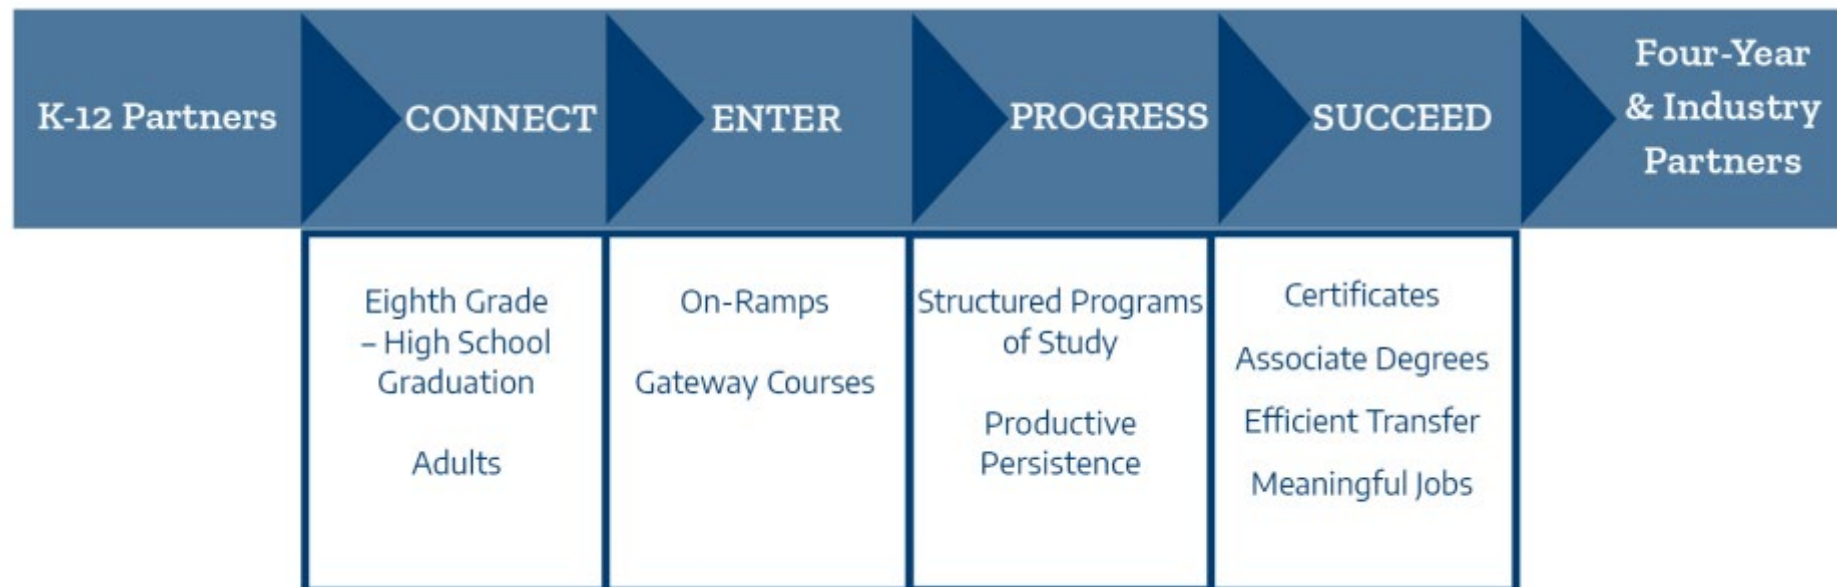 K-12 Partners
CONNECT
ENTER
PROGRESS
SUCCEED
Four-Year
& Industry
Partners
Eighth Grade
– High School
Graduation
Adults
On-Ramps
Gateway Courses
Structured Programs
of Study
Productive
Persistence
Certificates
Associate Degrees
Efficient Transfer
Meaningful Jobs